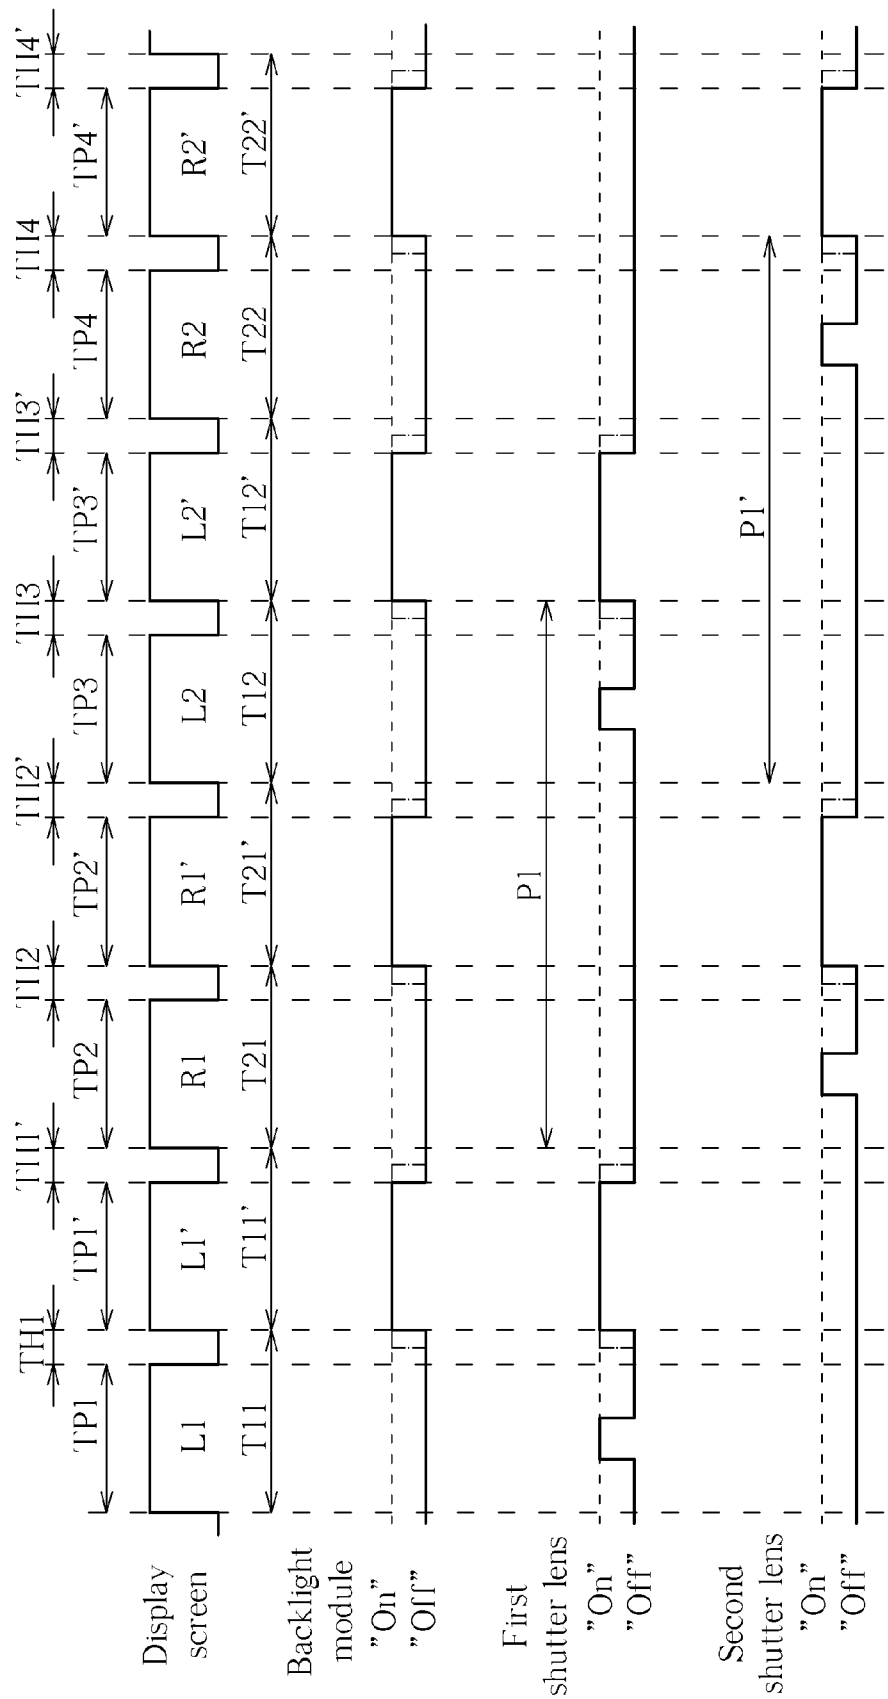 TH1 TH1' TH2 TH2' TH3 TH3' TH4 TH4'
TP1 TP1' TP2 TP2' TP3 TP3' TP4 TP4'
Display
screen
L1 L1' R1 R1' L2 L2' R2 R2'
T11 T11' T21 T21' T12 T12' T22 T22'
Backlight
module
"On"
"Off"
P1
First
shutter lens
"On"
"Off"
P1'
Second
shutter lens
"On"
"Off"